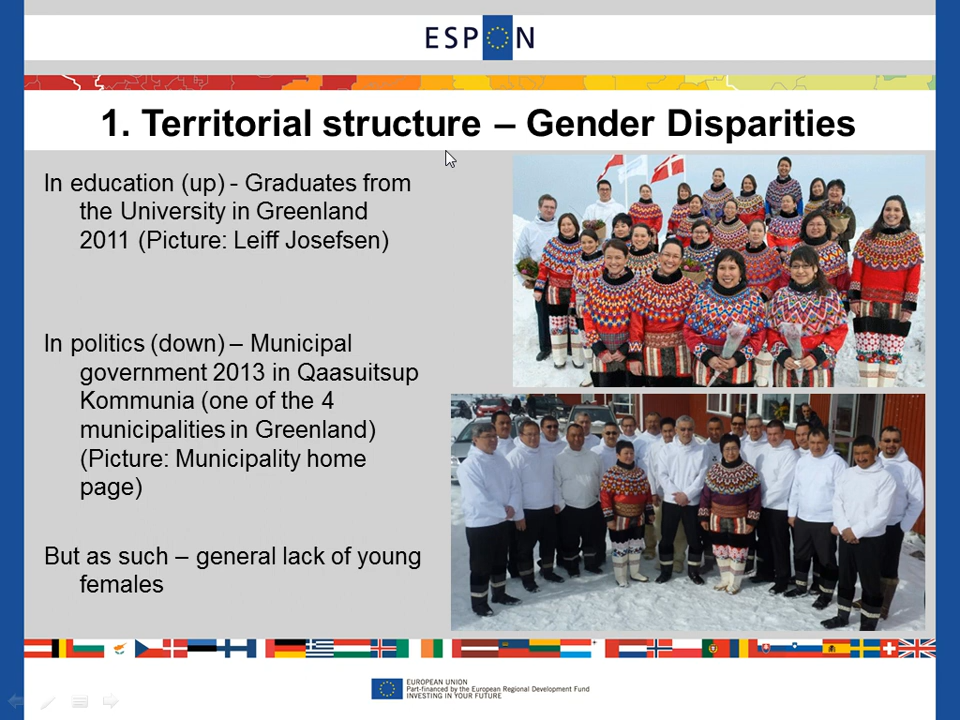 ESPON
1. Territorial structure – Gender Disparities
In education (up) - Graduates from
the University in Greenland
2011 (Picture: Leiff Josefsen)
In politics (down) – Municipal
government 2013 in Qaasuitsup
Kommunia (one of the 4
municipalities in Greenland)
(Picture: Municipality home
page)
But as such – general lack of young
females
EUROPEAN UNION
Part-financed by the European Regional Development Fund
INVESTING IN YOUR FUTURE